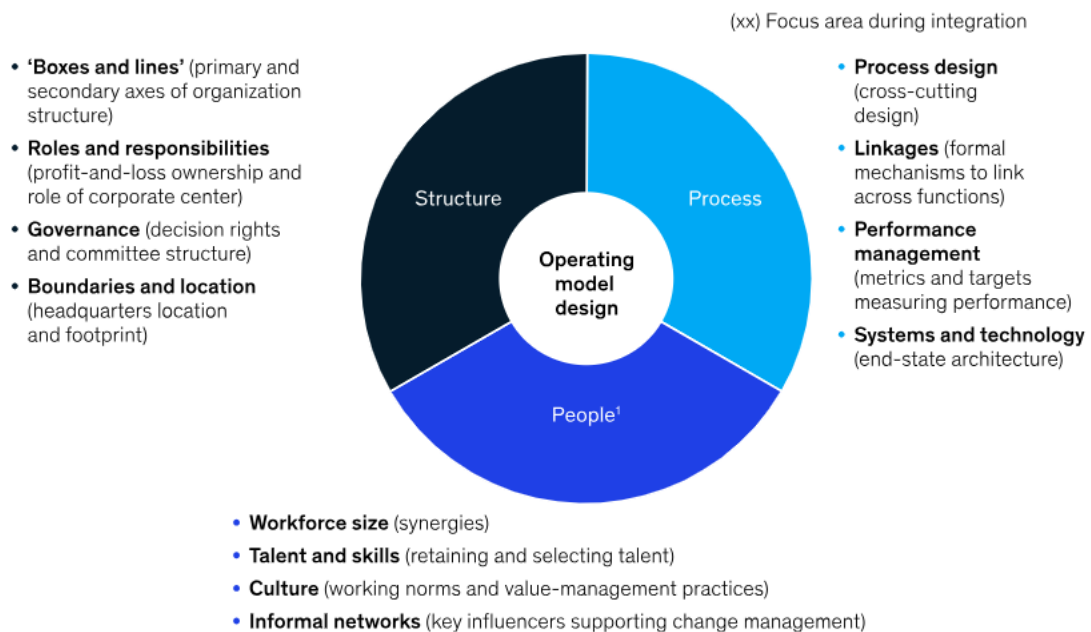 (xx) Focus area during integration
• ‘Boxes and lines’ (primary and
secondary axes of organization
structure)
• Roles and responsibilities
(profit-and-loss ownership and
role of corporate center)
• Governance (decision rights
and committee structure)
• Boundaries and location
(headquarters location
and footprint)
Structure
Process
Operating
model
design
People¹
• Process design
(cross-cutting
design)
• Linkages (formal
mechanisms to link
across functions)
• Performance
management
(metrics and targets
measuring performance)
• Systems and technology
(end-state architecture)
• Workforce size (synergies)
• Talent and skills (retaining and selecting talent)
• Culture (working norms and value-management practices)
• Informal networks (key influencers supporting change management)